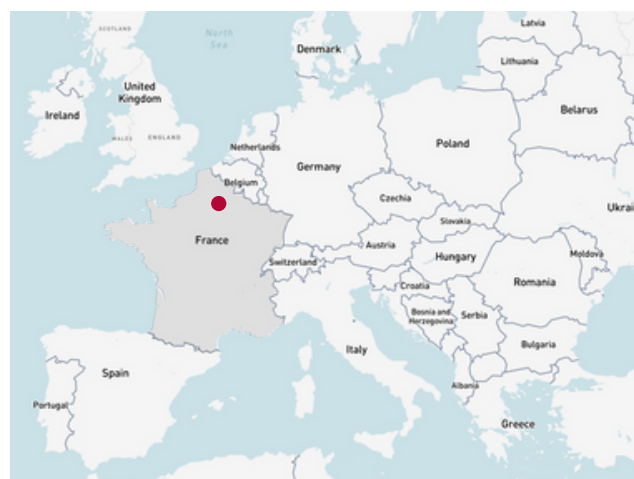 SCOTLAND
North
Sea
Latvia
Denmark
Lithuania
United
Kingdom
Ireland
Belarus
WALES
ENGLAND
Netherlands
Poland
Germany
Belgium
Czechia
Ukrai
Slovakia
France
Austria
Switzerland
Hungary
Moldova
Croatia
Romania
Bosnia and
Herzegovina
Serbia
Italy
Bulgaria
Spain
Albania
Portugal
Greece